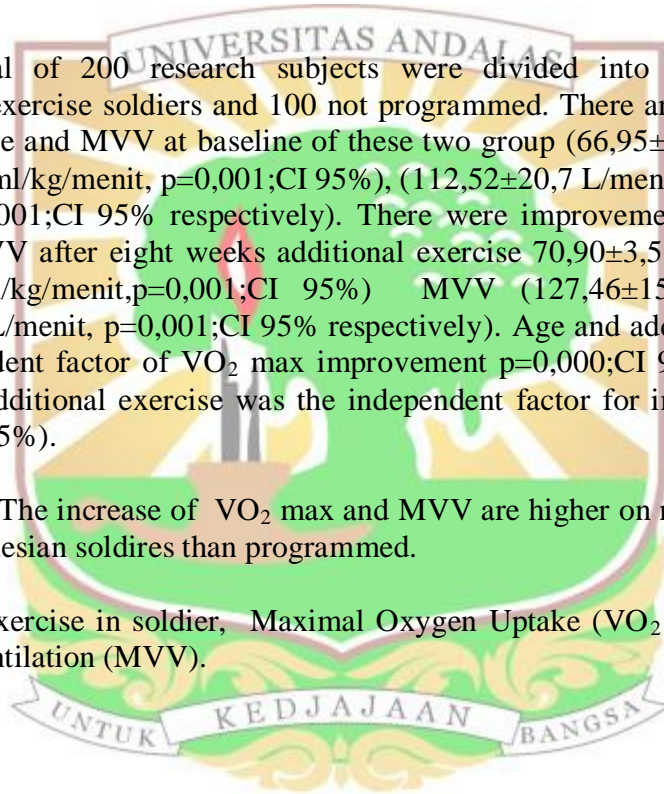 UNIVERSITAS ANDALAS
al of 200 research subjects were divided into
exercise soldiers and 100 not programmed. There ar
e and MVV at baseline of these two group (66,95±
ml/kg/menit, p=0,001;CI 95%), (112,52±20,7 L/men
001;CI 95% respectively). There were improveme
VV after eight weeks additional exercise 70,90±3,5
/kg/menit,p=0,001;CI 95%) MVV (127,46±15
L/menit, p=0,001;CI 95% respectively). Age and add
lent factor of VO₂ max improvement p=0,000;CI 9
dditional exercise was the independent factor for in
5%).
The increase of VO₂ max and MVV are higher on n
nesian soldires than programmed.
xercise in soldier, Maximal Oxygen Uptake (VO₂
ntilation (MVV).
UNTUK KEDJAJAAN BANGSA